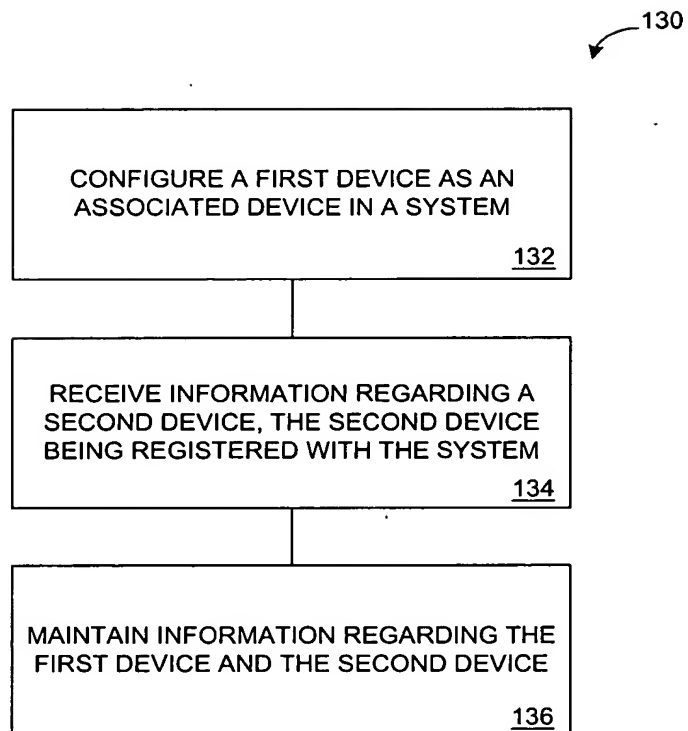 130
CONFIGURE A FIRST DEVICE AS AN
ASSOCIATED DEVICE IN A SYSTEM
132
RECEIVE INFORMATION REGARDING A
SECOND DEVICE, THE SECOND DEVICE
BEING REGISTERED WITH THE SYSTEM
134
MAINTAIN INFORMATION REGARDING THE
FIRST DEVICE AND THE SECOND DEVICE
136